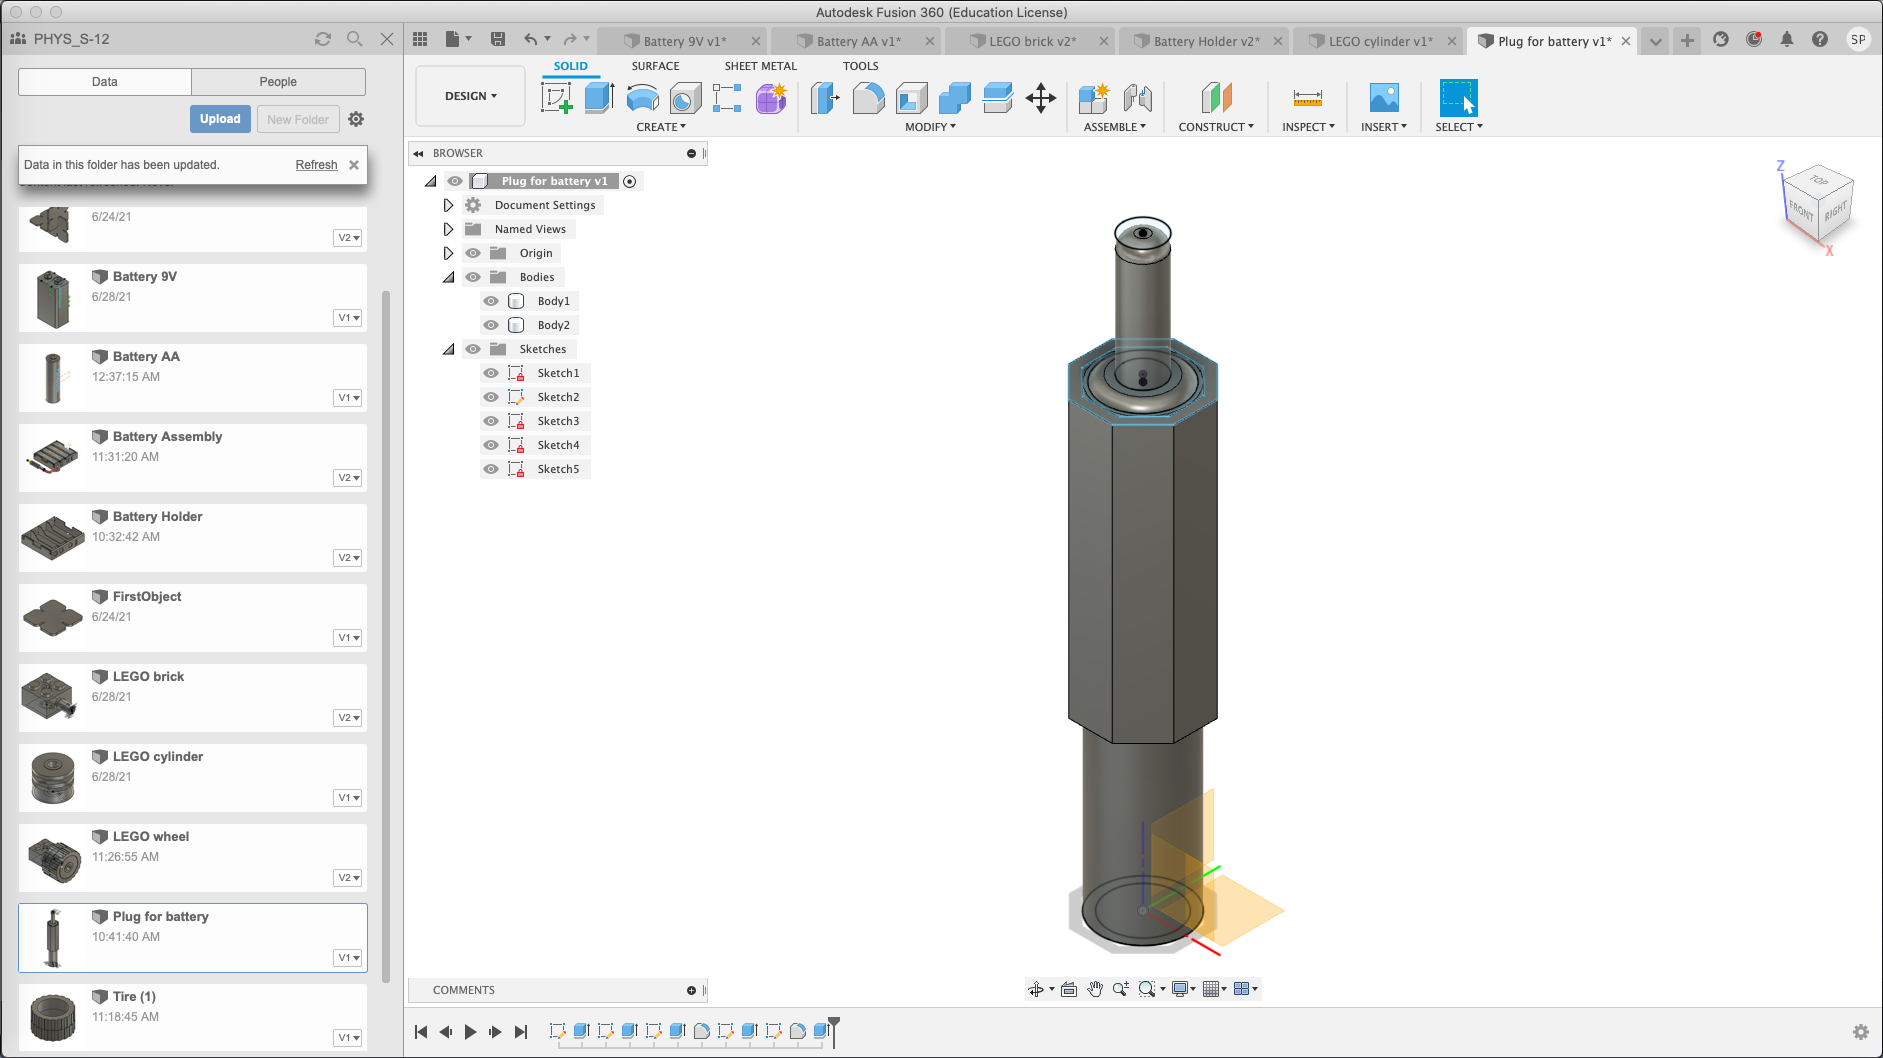 Autodesk Fusion 360 (Education License)
PHYS_S-12
Battery 9V v1*
Battery AA v1*
LEGO brick v2*
Battery Holder v2*
LEGO cylinder v1*
Plug for battery v1*
SP
Data
People
Upload
New Folder
Data in this folder has been updated.
Refresh
6/24/21
V2
Battery 9V
6/28/21
V1
Battery AA
12:37:15 AM
V1
Battery Assembly
11:31:20 AM
V2
Battery Holder
10:32:42 AM
V2
FirstObject
6/24/21
V1
LEGO brick
6/28/21
V2
LEGO cylinder
6/28/21
V1
LEGO wheel
11:26:55 AM
V2
Plug for battery
10:41:40 AM
V1
Tire (1)
11:18:45 AM
V1
DESIGN
SOLID
SURFACE
SHEET METAL
TOOLS
CREATE
MODIFY
ASSEMBLE
CONSTRUCT
INSPECT
INSERT
SELECT
BROWSER
Plug for battery v1
Document Settings
Named Views
Origin
Bodies
Body1
Body2
Sketches
Sketch1
Sketch2
Sketch3
Sketch4
Sketch5
Z
TOP
FRONT
RIGHT
X
COMMENTS